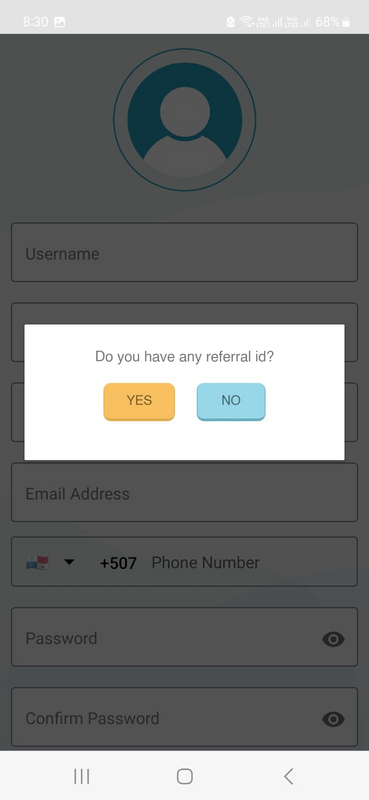 8:30 68%
Username
Do you have any referral id?
YES NO
Email Address
+507 Phone Number
Password
Confirm Password